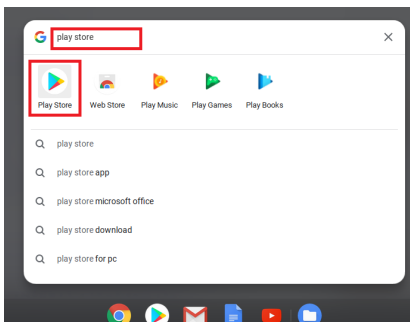 play store
Play Store Web Store Play Music Play Games Play Books
play store
play store app
play store microsoft office
play store download
play store for pc